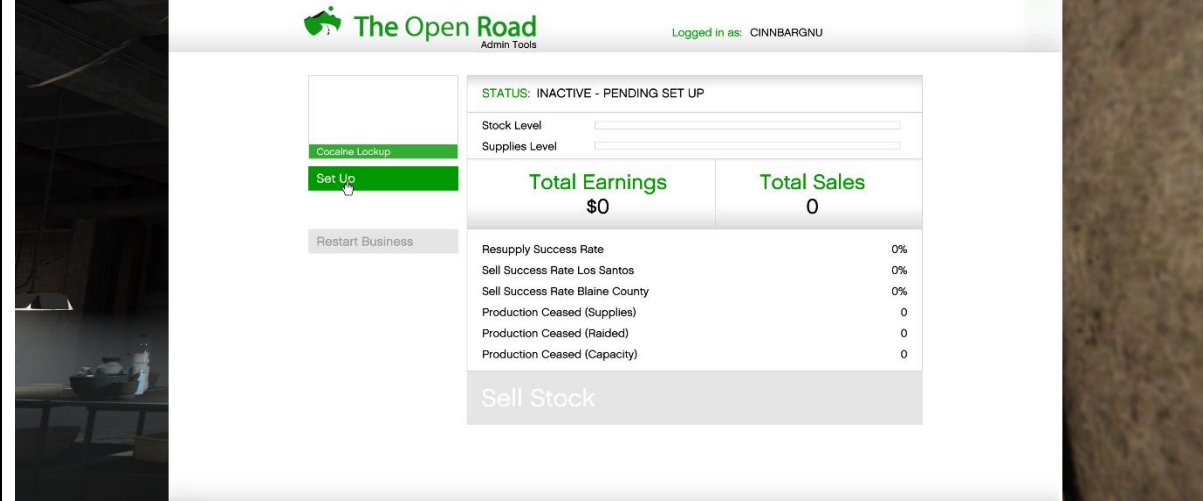 The Open Road
Admin Tools
Logged in as: CINNBARGNU
Cocaine Lockup
Set Up
Restart Business
STATUS: INACTIVE - PENDING SET UP
Stock Level
Supplies Level
Total Earnings
$0
Total Sales
0
Resupply Success Rate 0%
Sell Success Rate Los Santos 0%
Sell Success Rate Blaine County 0%
Production Ceased (Supplies) 0
Production Ceased (Raided) 0
Production Ceased (Capacity) 0
Sell Stock